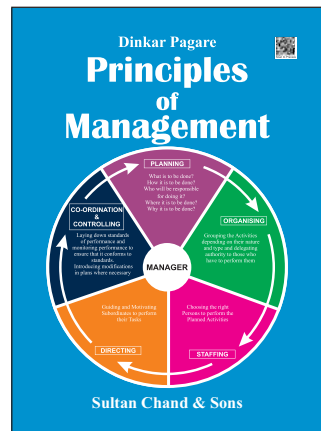 Dinkar Pagare
Principles
of
Management
PLANNING
What is to be done?
How it is to be done?
Who will be responsible
for doing it?
Where it is to be done?
Why it is to be done?
ORGANISING
Grouping the Activities
depending on their nature
and type and delegating
authority to those who
have to perform them
STAFFING
Choosing the right
Persons to perform the
Planned Activities
DIRECTING
Guiding and Motivating
Subordinates to perform
their Tasks
CO-ORDINATION
&
CONTROLLING
Laying down standards
of performance and
monitoring performance to
ensure that it conforms to
standards.
Introducing modifications
in plans where necessary
MANAGER
Sultan Chand & Sons